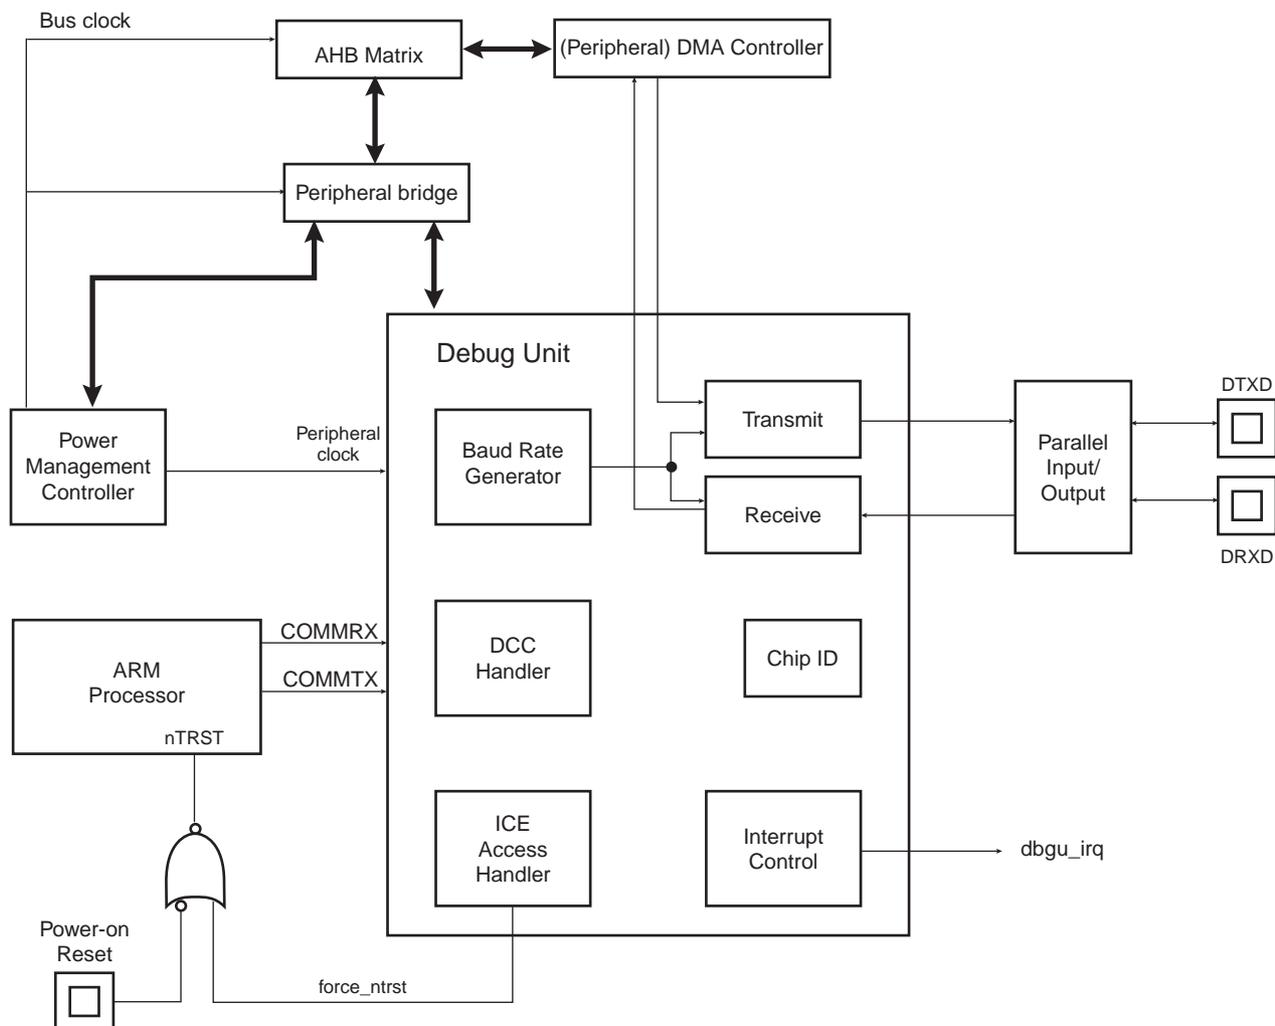 Bus clock
AHB Matrix
(Peripheral) DMA Controller
Peripheral bridge
Debug Unit
Power
Management
Controller
Peripheral
clock
Baud Rate
Generator
Transmit
Receive
Parallel
Input/
Output
DTXD
DRXD
ARM
Processor
nTRST
COMMRX
COMMTX
DCC
Handler
Chip ID
ICE
Access
Handler
Interrupt
Control
dbgu_irq
Power-on
Reset
force_ntrst